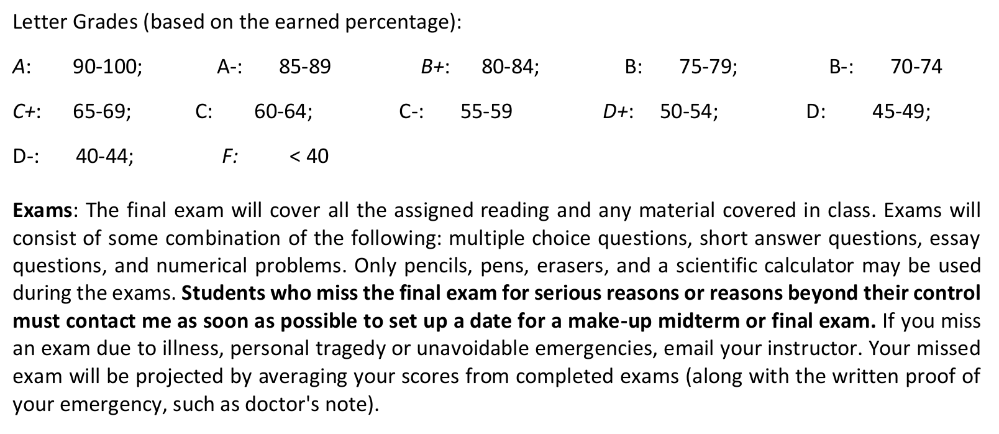 Letter Grades (based on the earned percentage):
A: 90-100; A-: 85-89 B+: 80-84; B: 75-79; B-: 70-74
C+: 65-69; C: 60-64; C-: 55-59 D+: 50-54; D: 45-49;
D-: 40-44; F: < 40
Exams: The final exam will cover all the assigned reading and any material covered in class. Exams will
consist of some combination of the following: multiple choice questions, short answer questions, essay
questions, and numerical problems. Only pencils, pens, erasers, and a scientific calculator may be used
during the exams. Students who miss the final exam for serious reasons or reasons beyond their control
must contact me as soon as possible to set up a date for a make-up midterm or final exam. If you miss
an exam due to illness, personal tragedy or unavoidable emergencies, email your instructor. Your missed
exam will be projected by averaging your scores from completed exams (along with the written proof of
your emergency, such as doctor's note).